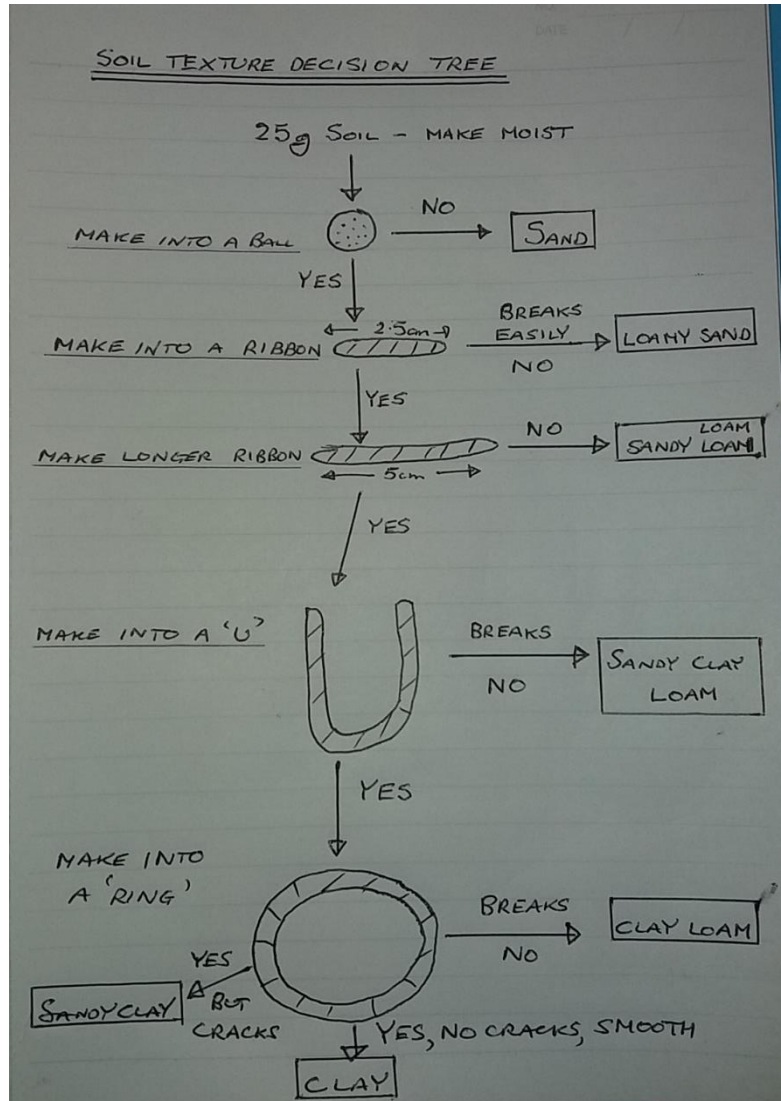 DATE / /
SOIL TEXTURE DECISION TREE
25g SOIL - MAKE MOIST
MAKE INTO A BALL
NO
SAND
YES
MAKE INTO A RIBBON
2.5cm
BREAKS
EASILY
NO
LOAMY SAND
YES
MAKE LONGER RIBBON
5cm
NO
LOAM
SANDY LOAM
YES
MAKE INTO A 'U'
BREAKS
NO
SANDY CLAY
LOAM
YES
MAKE INTO
A 'RING'
BREAKS
NO
CLAY LOAM
YES
BUT
CRACKS
SANDY CLAY
YES, NO CRACKS, SMOOTH
CLAY